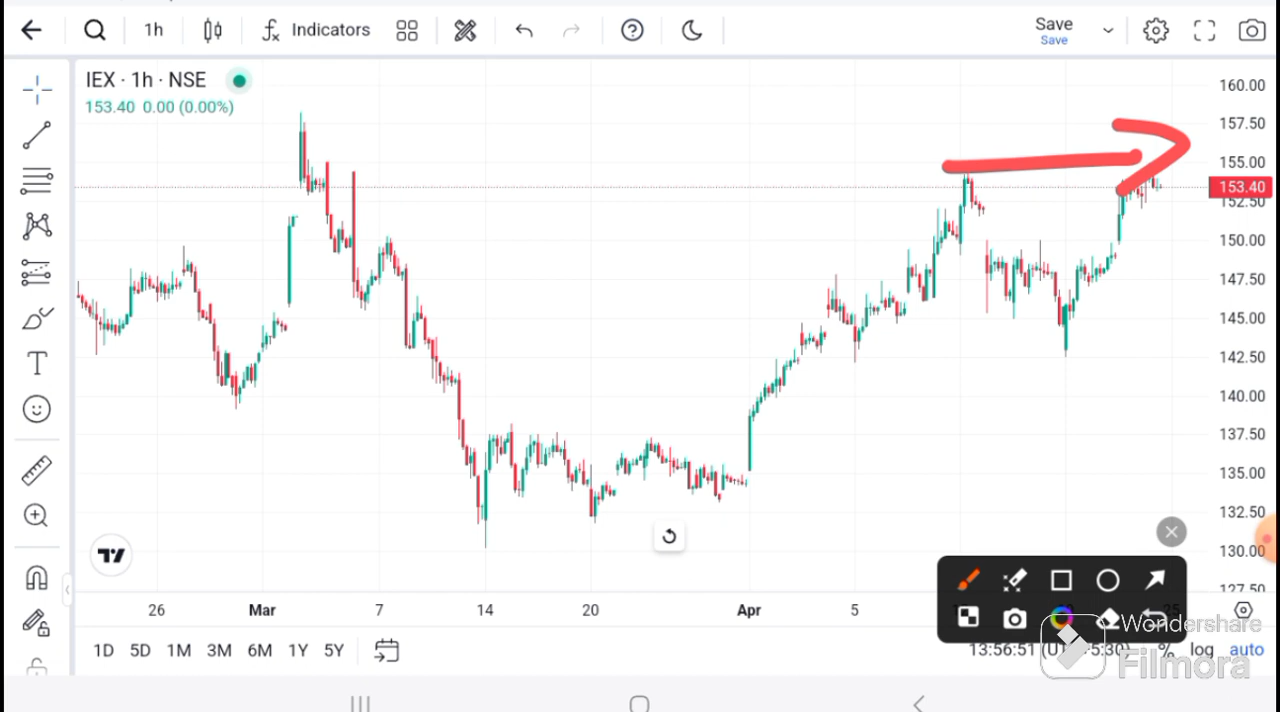 1h Indicators Save
Save
IEX · 1h · NSE
153.40 0.00 (0.00%)
160.00
157.50
155.00
153.40
152.50
150.00
147.50
145.00
142.50
140.00
137.50
135.00
132.50
130.00
127.50
26 Mar 7 14 20 Apr 5 25
1D 5D 1M 3M 6M 1Y 5Y 13:56:51 % log auto
Wondershare
Filmora